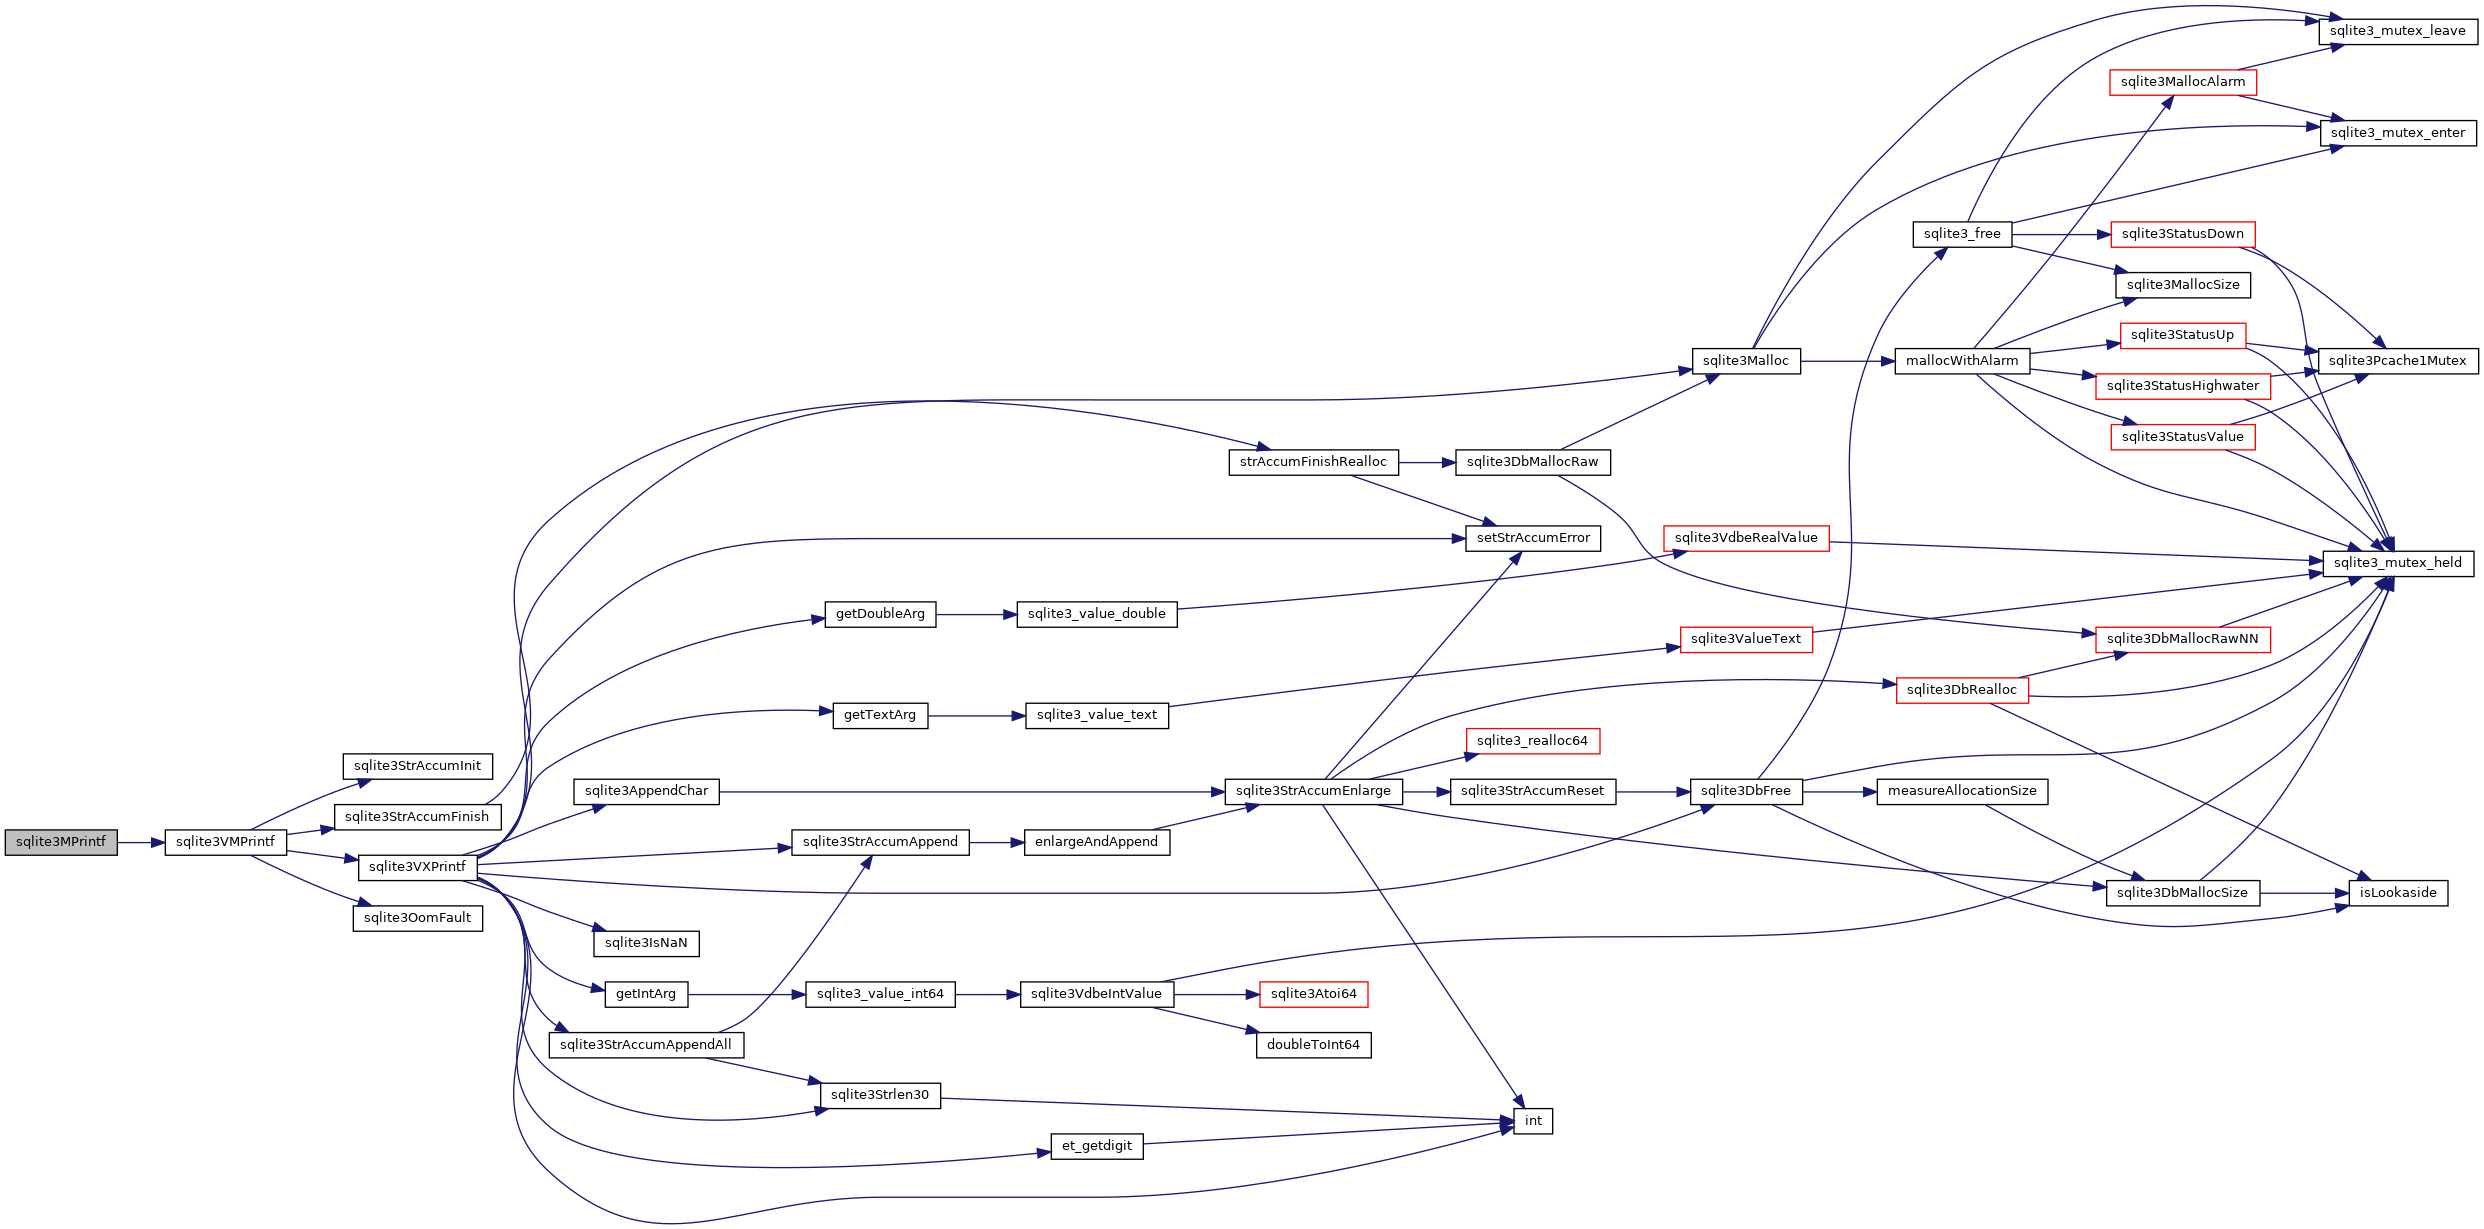 sqlite3_mutex_leave
sqlite3MallocAlarm
sqlite3_mutex_enter
sqlite3_free
sqlite3StatusDown
sqlite3MallocSize
sqlite3StatusUp
sqlite3Malloc
mallocWithAlarm
sqlite3Pcache1Mutex
sqlite3StatusHighwater
sqlite3StatusValue
strAccumFinishRealloc
sqlite3DbMallocRaw
setStrAccumError
sqlite3VdbeRealValue
sqlite3_mutex_held
getDoubleArg
sqlite3_value_double
sqlite3ValueText
sqlite3DbMallocRawNN
sqlite3DbRealloc
getTextArg
sqlite3_value_text
sqlite3_realloc64
sqlite3StrAccumInit
sqlite3AppendChar
sqlite3StrAccumEnlarge
sqlite3StrAccumReset
sqlite3DbFree
measureAllocationSize
sqlite3StrAccumFinish
sqlite3MPrintf
sqlite3VMPrintf
sqlite3StrAccumAppend
enlargeAndAppend
sqlite3VXPrintf
sqlite3DbMallocSize
isLookaside
sqlite3OomFault
sqlite3IsNaN
getIntArg
sqlite3_value_int64
sqlite3VdbeIntValue
sqlite3Atoi64
sqlite3StrAccumAppendAll
doubleToInt64
sqlite3Strlen30
int
et_getdigit